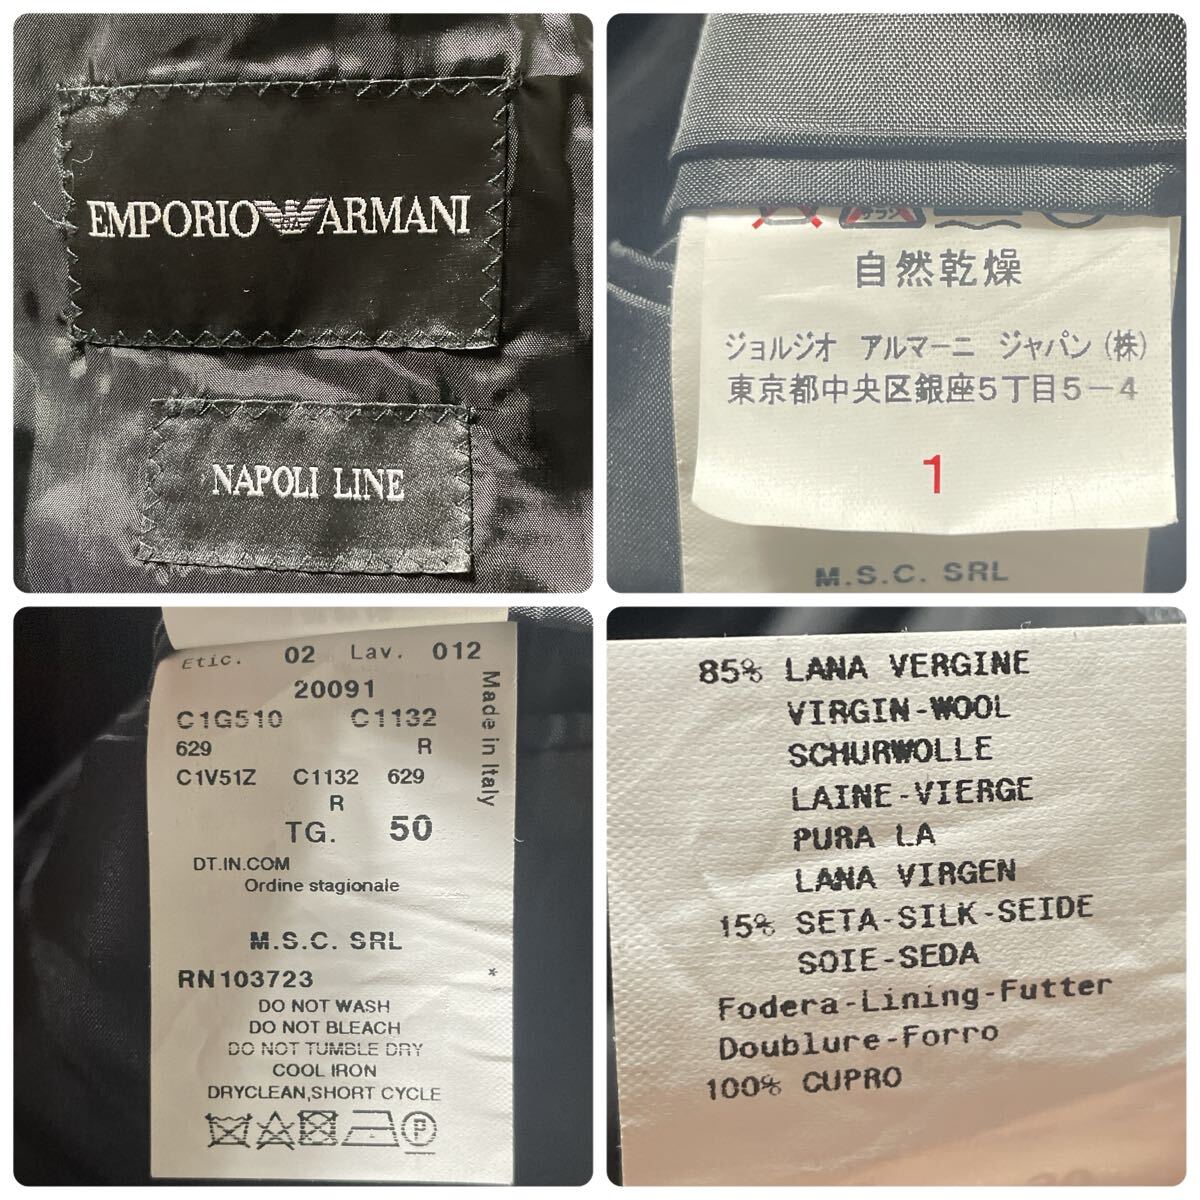 EMPORIO ARMANI
NAPOLI LINE
自然乾燥
ジョルジオ アルマーニ ジャパン(株)
東京都中央区銀座5丁目5-4
1
M.S.C. SRL
Etic. 02 Lav. 012
20091
C1G510 C1132
629 R
C1V51Z C1132 629
R
TG. 50
Made in Italy
DT.IN.COM
Ordine stagionale
M.S.C. SRL
RN103723 *
DO NOT WASH
DO NOT BLEACH
DO NOT TUMBLE DRY
COOL IRON
DRYCLEAN,SHORT CYCLE
P
85% LANA VERGINE
VIRGIN-WOOL
SCHURWOLLE
LAINE-VIERGE
PURA LA
LANA VIRGEN
15% SETA-SILK-SEIDE
SOIE-SEDA
Fodera-Lining-Futter
Doublure-Forro
100% CUPRO